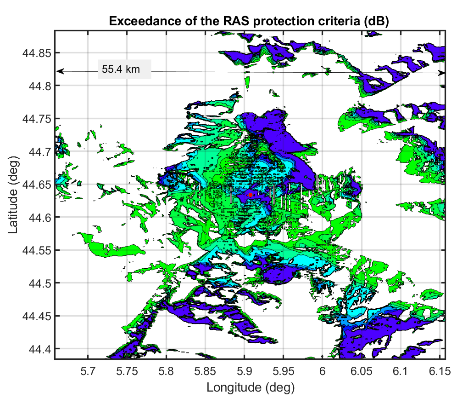 Exceedance of the RAS protection criteria (dB)
44.85
55.4 km
44.8
44.75
44.7
44.65
44.6
44.55
44.5
44.45
44.4
Latitude (deg)
5.7 5.75 5.8 5.85 5.9 5.95 6 6.05 6.1 6.15
Longitude (deg)